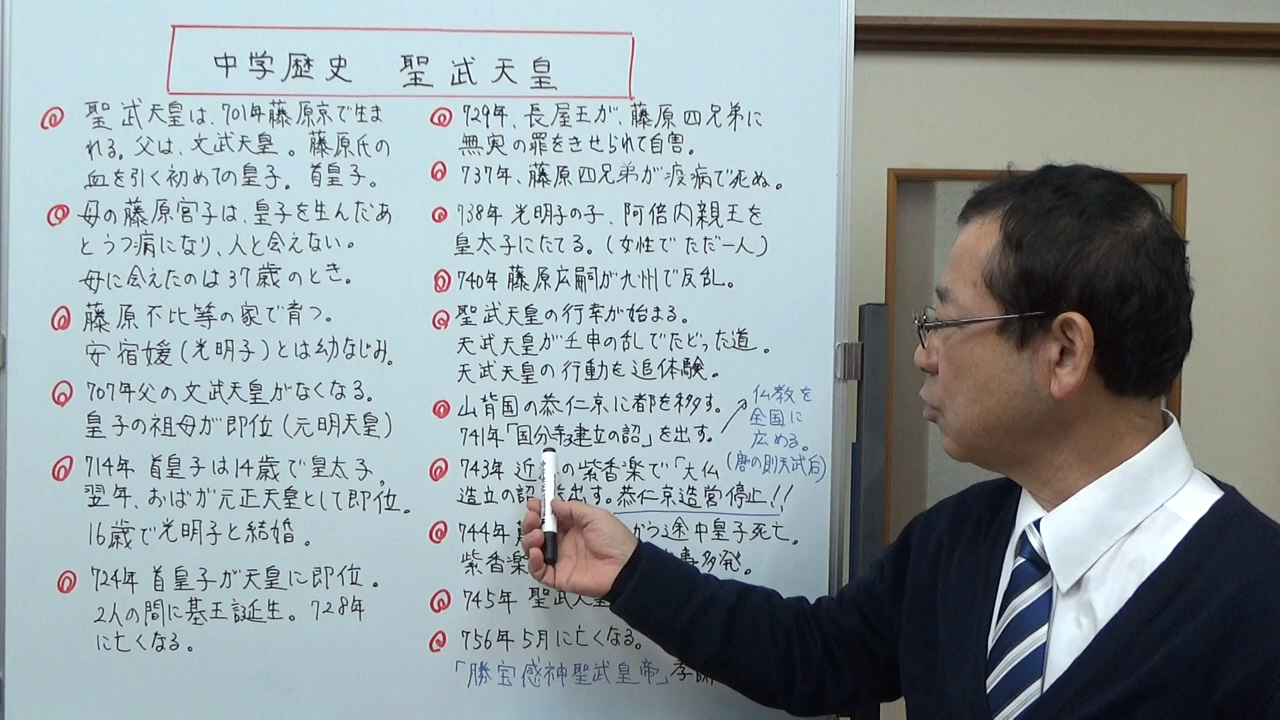 中学歴史 聖武天皇
聖武天皇は、701年藤原京で生ま
れる。父は、文武天皇。藤原氏の
血を引く初めての皇子。首皇子。
母の藤原宮子は、皇子を生んだあ
とうつ病になり、人と会えない。
母に会えたのは37歳のとき。
藤原不比等の家で育つ。
安宿媛(光明子)とは幼なじみ。
707年父の文武天皇がなくなる。
皇子の祖母が即位(元明天皇)
714年 首皇子は14歳で皇太子。
翌年、おばが元正天皇として即位。
16歳で光明子と結婚。
724年 首皇子が天皇に即位。
2人の間に基王誕生。728年
に亡くなる。
729年、長屋王が、藤原四兄弟に
無実の罪をきせられて自害。
737年、藤原四兄弟が疫病で死ぬ。
738年 光明子の子、阿倍内親王を
皇太子にたてる。(女性でただ一人)
740年 藤原広嗣が九州で反乱。
聖武天皇の行幸が始まる。
天武天皇が壬申の乱でたどった道。
天武天皇の行動を追体験。
山背国の恭仁京に都を移す。
741年「国分寺建立の詔」を出す。
仏教を
全国に
広める。
(唐の則天武后)
743年 近 の紫香楽で「大仏
造立の詔 出す。恭仁京造営停止!!
744年 がう途中皇子死亡。
紫香楽 事多発。
745年 聖武天
756年5月に亡くなる。
「勝宝感神聖武皇帝」孝謙